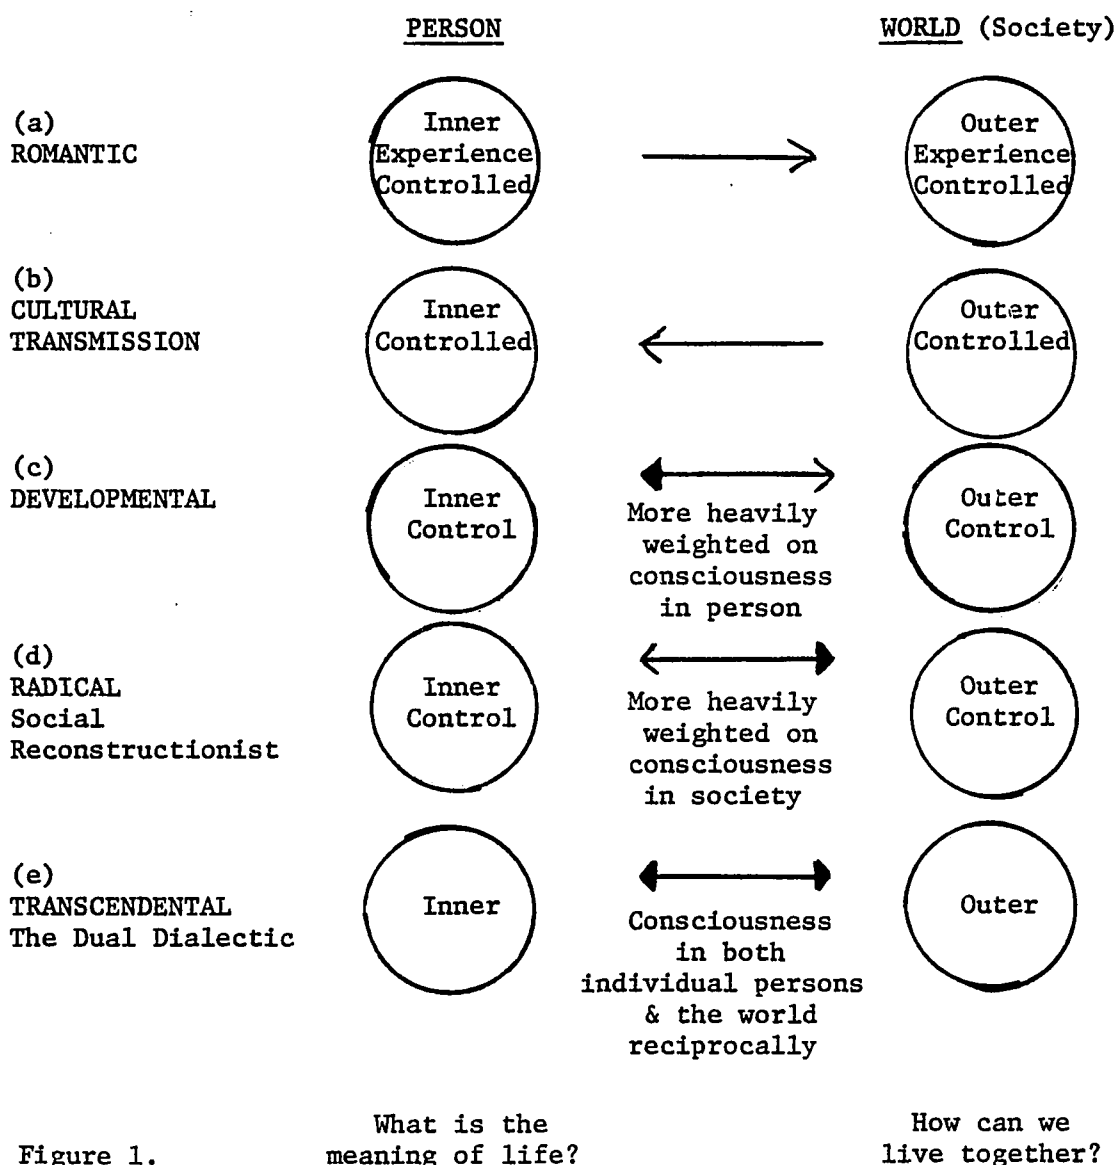 PERSON
WORLD (Society)
(a)
ROMANTIC
Inner
Experience
Controlled
Outer
Experience
Controlled
(b)
CULTURAL
TRANSMISSION
Inner
Controlled
Outer
Controlled
(c)
DEVELOPMENTAL
Inner
Control
More heavily
weighted on
consciousness
in person
Outer
Control
(d)
RADICAL
Social
Reconstructionist
Inner
Control
More heavily
weighted on
consciousness
in society
Outer
Control
(e)
TRANSCENDENTAL
The Dual Dialectic
Inner
Consciousness
in both
individual persons
& the world
reciprocally
Outer
Figure 1.
What is the
meaning of life?
How can we
live together?